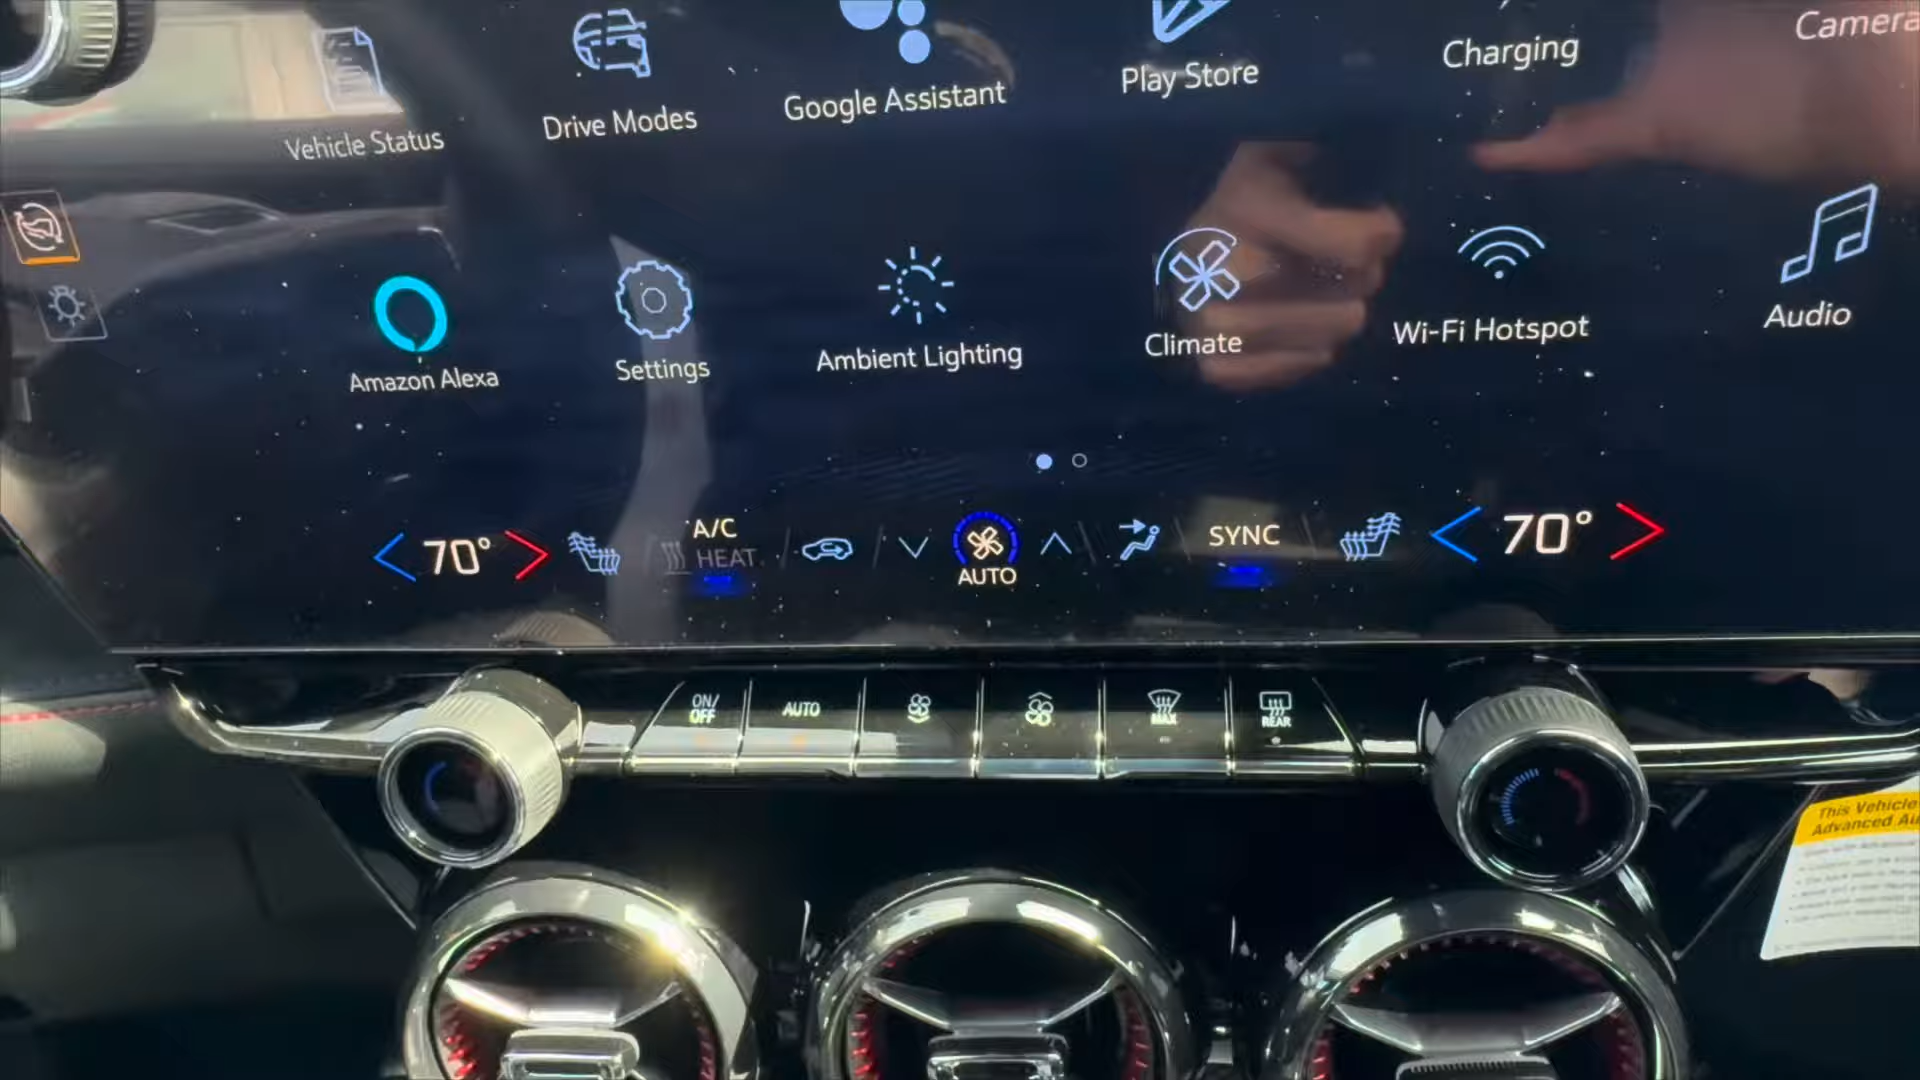 Vehicle Status
Drive Modes
Google Assistant
Play Store
Charging
Camera
Amazon Alexa
Settings
Ambient Lighting
Climate
Wi-Fi Hotspot
Audio
70°
A/C
HEAT
AUTO
SYNC
70°
ON/
OFF
AUTO
MAX
REAR
This Vehicle
Advanced Au